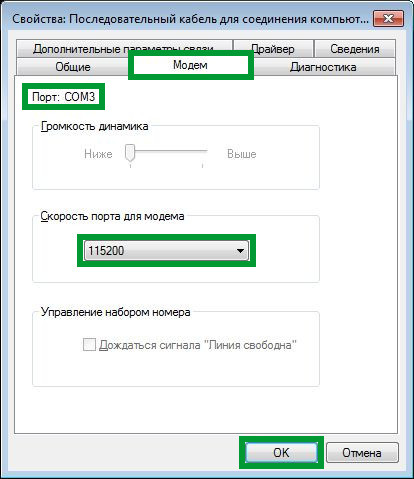 Свойства: Последовательный кабель для соединения компьют...
Дополнительные параметры связи Драйвер Сведения
Общие Модем Диагностика
Порт: COM3
Громкость динамика
Ниже Выше
Скорость порта для модема
115200
Управление набором номера
Дождаться сигнала "Линия свободна"
OK Отмена